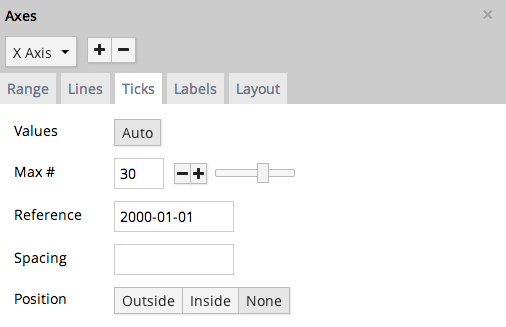 Axes ×
X Axis + −
Range Lines Ticks Labels Layout
Values Auto
Max # 30 − +
Reference 2000-01-01
Spacing
Position Outside Inside None